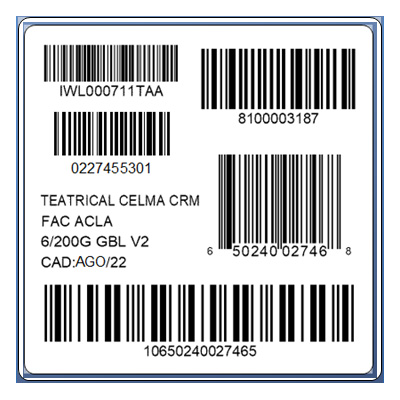 IWL000711TAA
8100003187
0227455301
TEATRICAL CELMA CRM
FAC ACLA
6/200G GBL V2
CAD:AGO/22
6 50240 02746 8
10650240027465